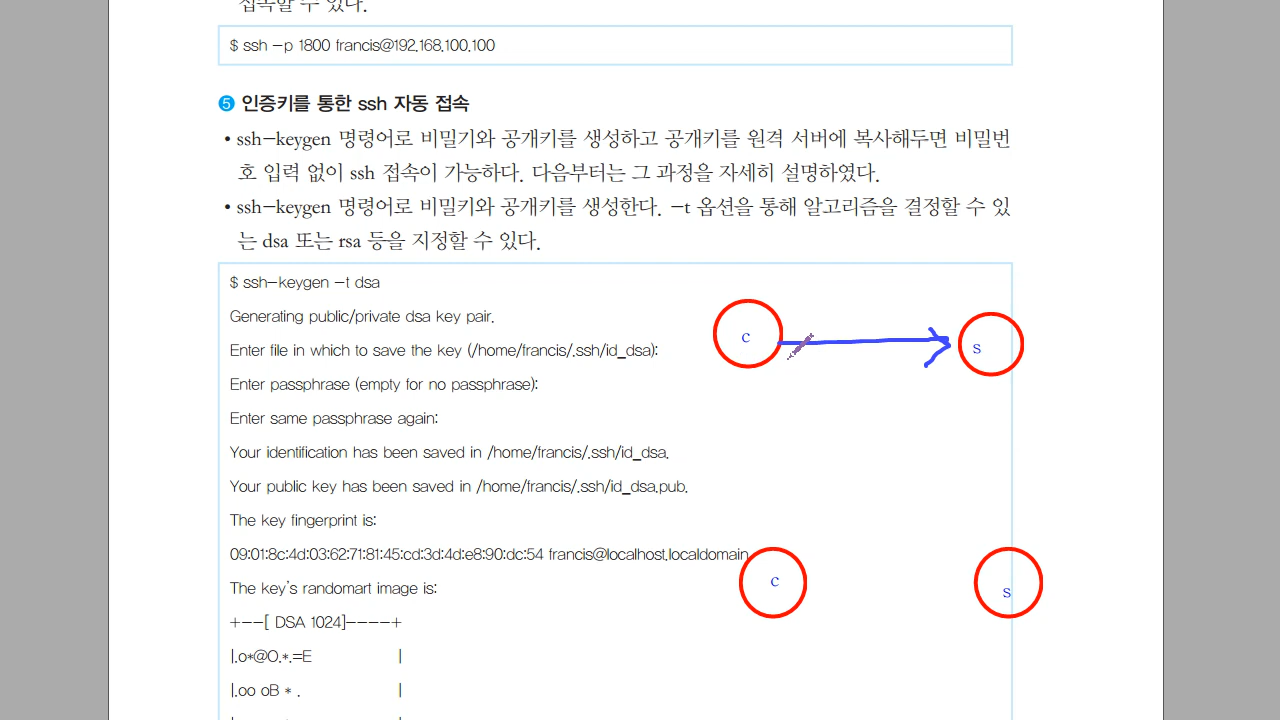 접속할 수 있다.
$ ssh -p 1800 francis@192.168.100.100
❺ 인증키를 통한 ssh 자동 접속
• ssh-keygen 명령어로 비밀기와 공개키를 생성하고 공개키를 원격 서버에 복사해두면 비밀번
호 입력 없이 ssh 접속이 가능하다. 다음부터는 그 과정을 자세히 설명하였다.
• ssh-keygen 명령어로 비밀키와 공개키를 생성한다. -t 옵션을 통해 알고리즘을 결정할 수 있
는 dsa 또는 rsa 등을 지정할 수 있다.
$ ssh-keygen -t dsa
Generating public/private dsa key pair.
Enter file in which to save the key (/home/francis/.ssh/id_dsa):
c
s
Enter passphrase (empty for no passphrase):
Enter same passphrase again:
Your identification has been saved in /home/francis/.ssh/id_dsa.
Your public key has been saved in /home/francis/.ssh/id_dsa.pub.
The key fingerprint is:
09:01:8c:4d:03:62:71:81:45:cd:3d:4d:e8:90:dc:54 francis@localhost.localdomain
The key's randomart image is:
c
s
+--[ DSA 1024]----+
|.o*@O.*.=E |
|.oo oB * . |